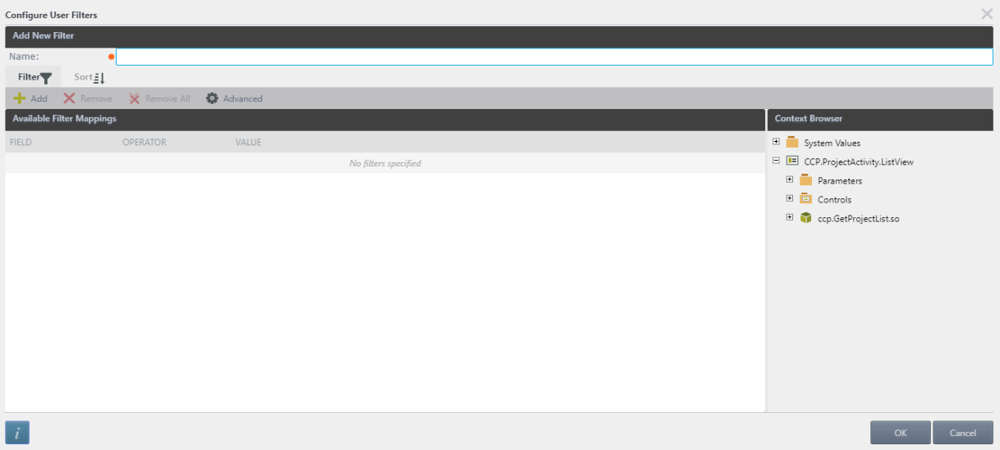 Configure User Filters
Add New Filter
Name:
Filter Sort
Add Remove Remove All Advanced
Available Filter Mappings
Context Browser
FIELD OPERATOR VALUE
No filters specified
System Values
CCP.ProjectActivity.ListView
Parameters
Controls
ccp.GetProjectList.so
i
OK Cancel